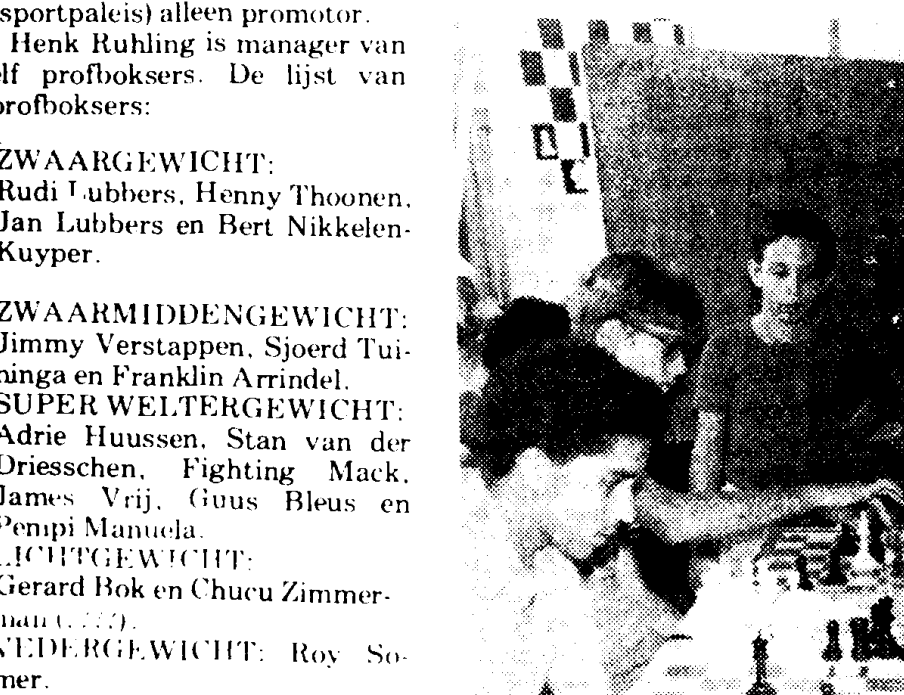 sportpaleis) alleen promotor.
Henk Ruhling is manager van
elf profboksers. De lijst van
profboksers:
ZWAARGEWICHT:
Rudi Lubbers, Henny Thoonen,
Jan Lubbers en Bert Nikkelen-
Kuyper.
ZWAARMIDDENGEWICHT:
Jimmy Verstappen, Sjoerd Tui-
ninga en Franklin Arrindel.
SUPER WELTERGEWICHT:
Adrie Huussen, Stan van der
Driesschen, Fighting Mack,
James Vrij, Guus Bleus en
Pempi Manuela.
LICHTGEWICHT:
Gerard Bok en Chucu Zimmer-
man
VEDERGEWICHT: Roy So-
mer.